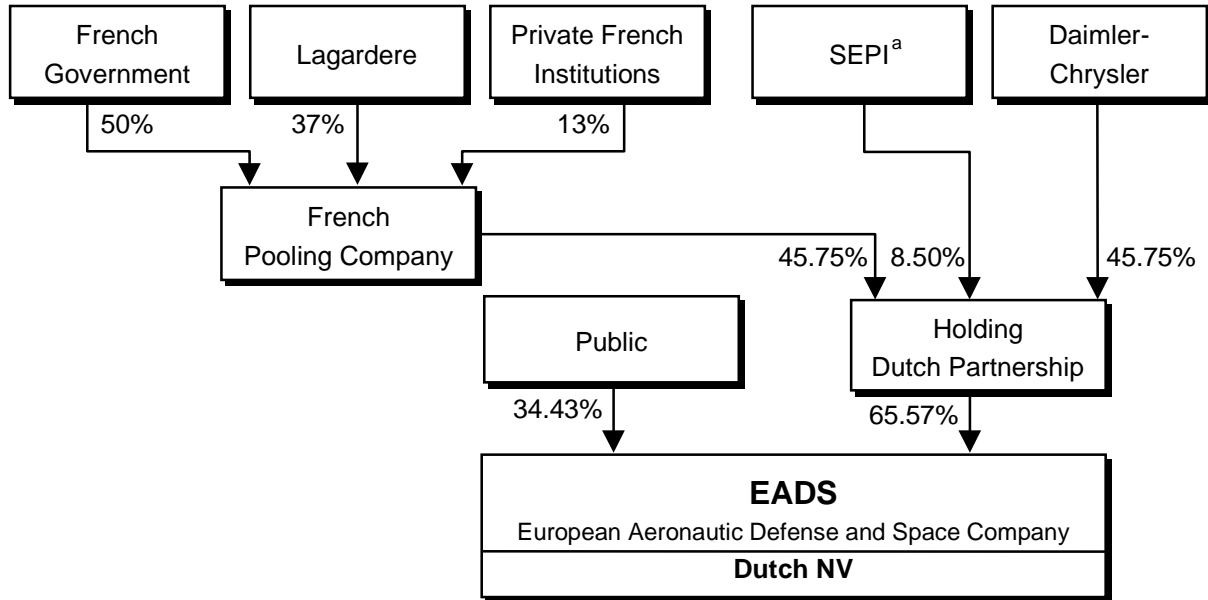 French
Government
Lagardere
Private French
Institutions
SEPI a
Daimler-
Chrysler
50%
37%
13%
French
Pooling Company
45.75%
8.50%
45.75%
Public
Holding
Dutch Partnership
34.43%
65.57%
EADS
European Aeronautic Defense and Space Company
Dutch NV